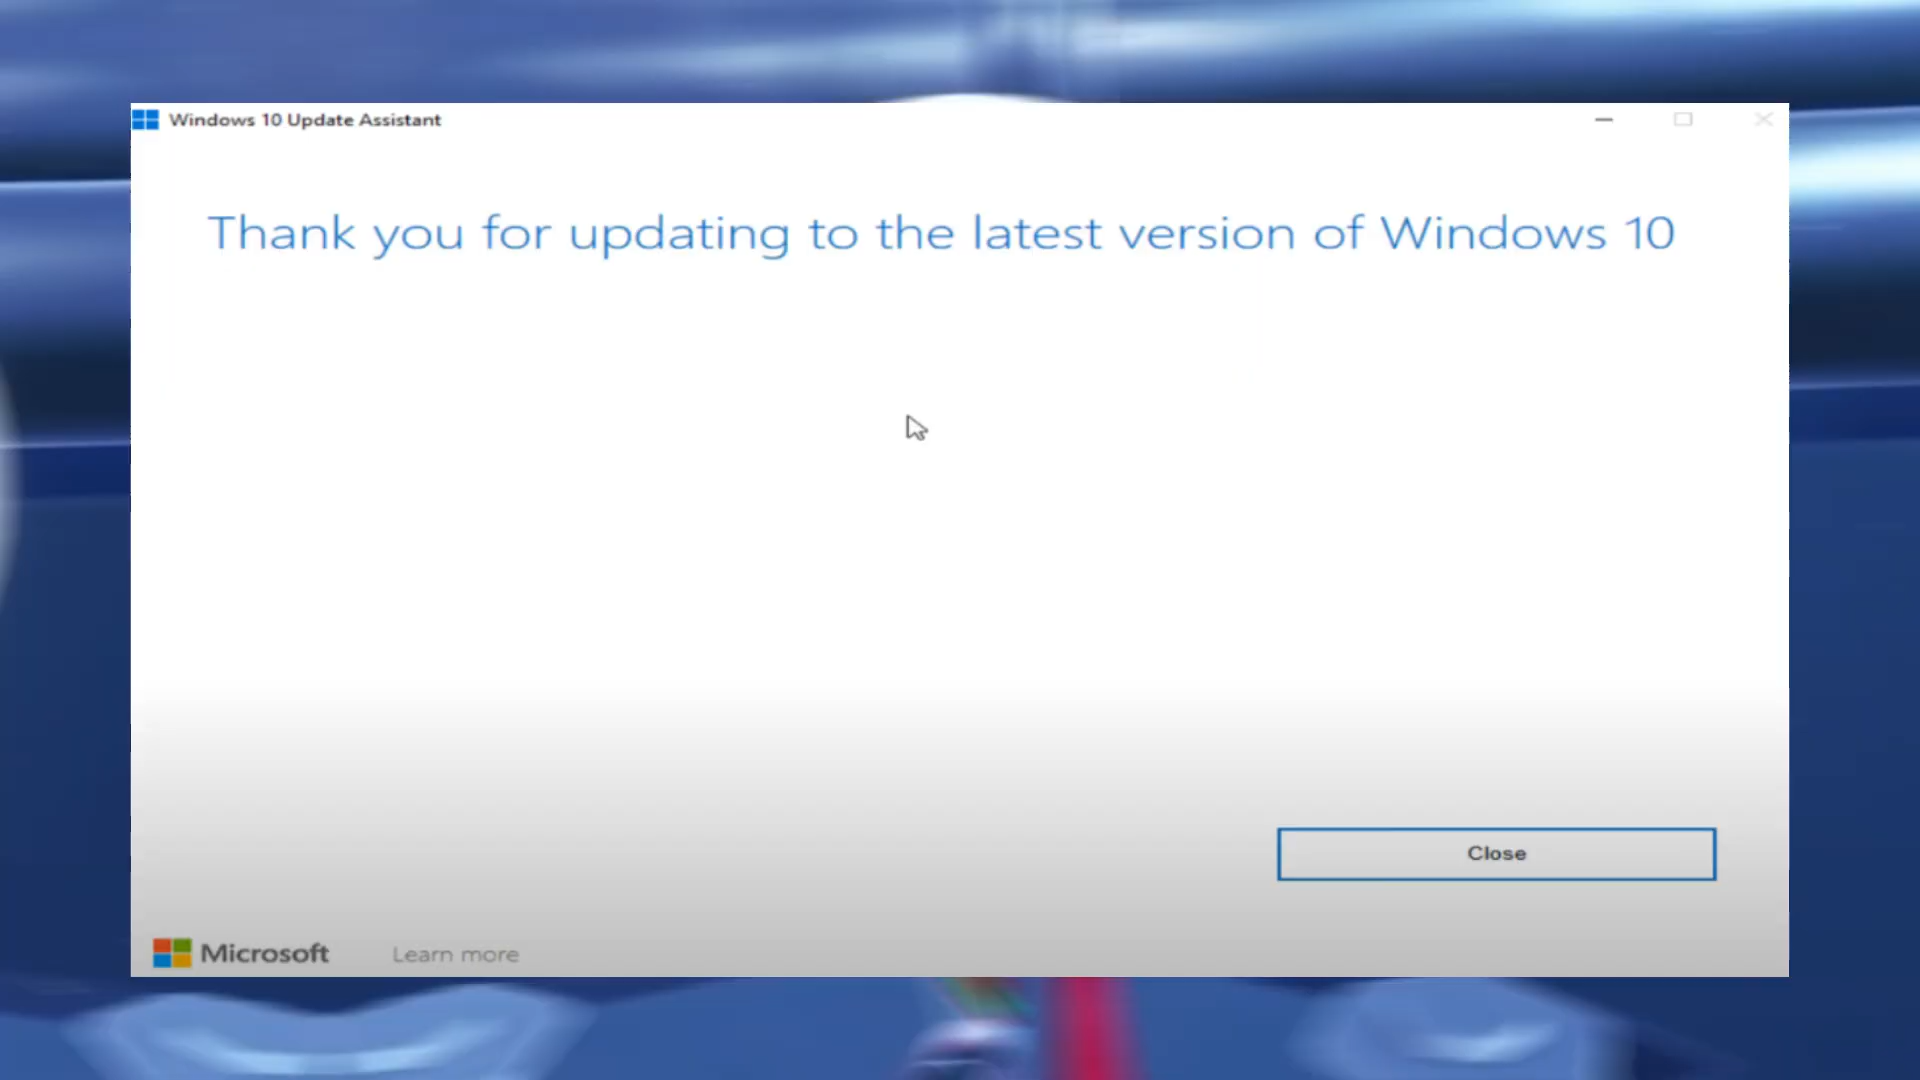 Windows 10 Update Assistant
Thank you for updating to the latest version of Windows 10
Close
Microsoft
Learn more